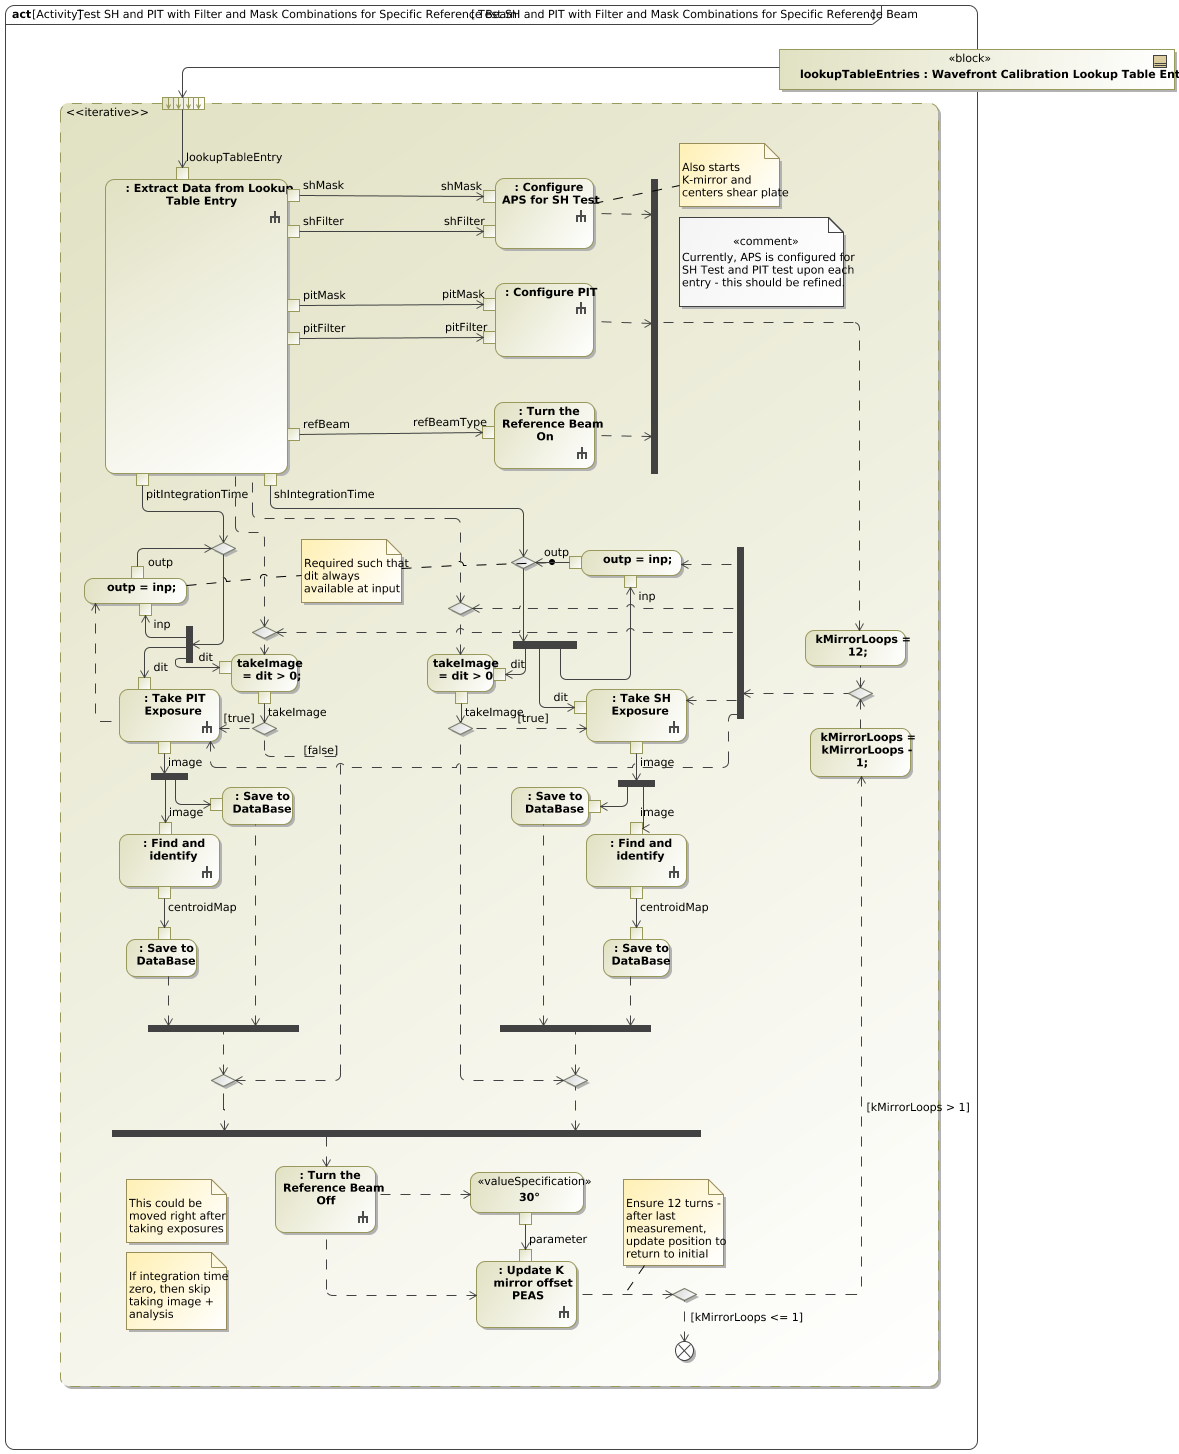 act [Activity] Test SH and PIT with Filter and Mask Combinations for Specific Reference Beam [ Test SH and PIT with Filter and Mask Combinations for Specific Reference Beam ]
«block»
lookupTableEntries : Wavefront Calibration Lookup Table Ent
<<iterative>>
lookupTableEntry
: Extract Data from Lookup
Table Entry
shMask
shMask
shFilter
shFilter
: Configure
APS for SH Test
Also starts
K-mirror and
centers shear plate
«comment»
Currently, APS is configured for
SH Test and PIT test upon each
entry - this should be refined.
pitMask
pitMask
pitFilter
pitFilter
: Configure PIT
refBeam
refBeamType
: Turn the
Reference Beam
On
pitIntegrationTime
shIntegrationTime
outp
outp = inp;
inp
Required such that
dit always
available at input
outp
outp = inp;
inp
dit
dit
takeImage
= dit > 0;
takeImage
= dit > 0
dit
dit
kMirrorLoops =
12;
: Take PIT
Exposure
[true]
takeImage
[false]
takeImage
[true]
: Take SH
Exposure
kMirrorLoops =
kMirrorLoops -
1;
image
: Save to
DataBase
image
: Find and
identify
centroidMap
: Save to
DataBase
image
: Save to
DataBase
image
: Find and
identify
centroidMap
: Save to
DataBase
[kMirrorLoops > 1]
This could be
moved right after
taking exposures
If integration time
zero, then skip
taking image +
analysis
: Turn the
Reference Beam
Off
«valueSpecification»
30°
parameter
: Update K
mirror offset
PEAS
Ensure 12 turns -
after last
measurement,
update position to
return to initial
[kMirrorLoops <= 1]